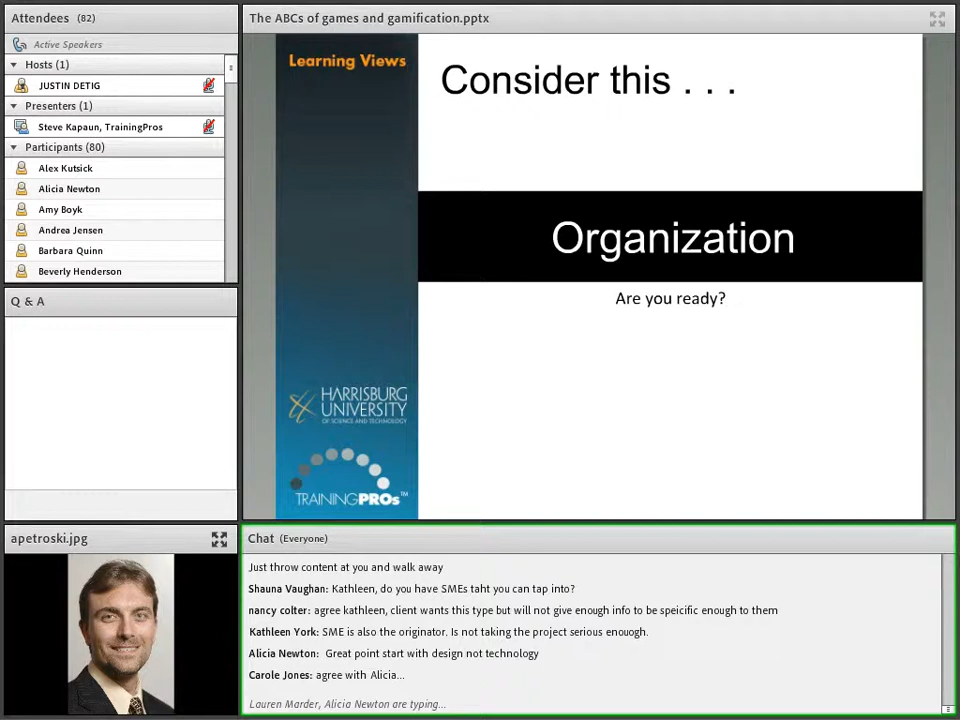 Attendees (82)
Active Speakers
Hosts (1)
JUSTIN DETIG
Presenters (1)
Steve Kapaun, TrainingPros
Participants (80)
Alex Kutsick
Alicia Newton
Amy Boyk
Andrea Jensen
Barbara Quinn
Beverly Henderson
Q & A
apetroski.jpg
The ABCs of games and gamification.pptx
Learning Views
Consider this . . .
Organization
Are you ready?
HARRISBURG
UNIVERSITY
OF SCIENCE AND TECHNOLOGY
TRAININGPROs™
Chat (Everyone)
Just throw content at you and walk away
Shauna Vaughan: Kathleen, do you have SMEs taht you can tap into?
nancy colter: agree kathleen, client wants this type but will not give enough info to be speicific enough to them
Kathleen York: SME is also the originator. Is not taking the project serious enouogh.
Alicia Newton: Great point start with design not technology
Carole Jones: agree with Alicia...
Lauren Marder, Alicia Newton are typing...